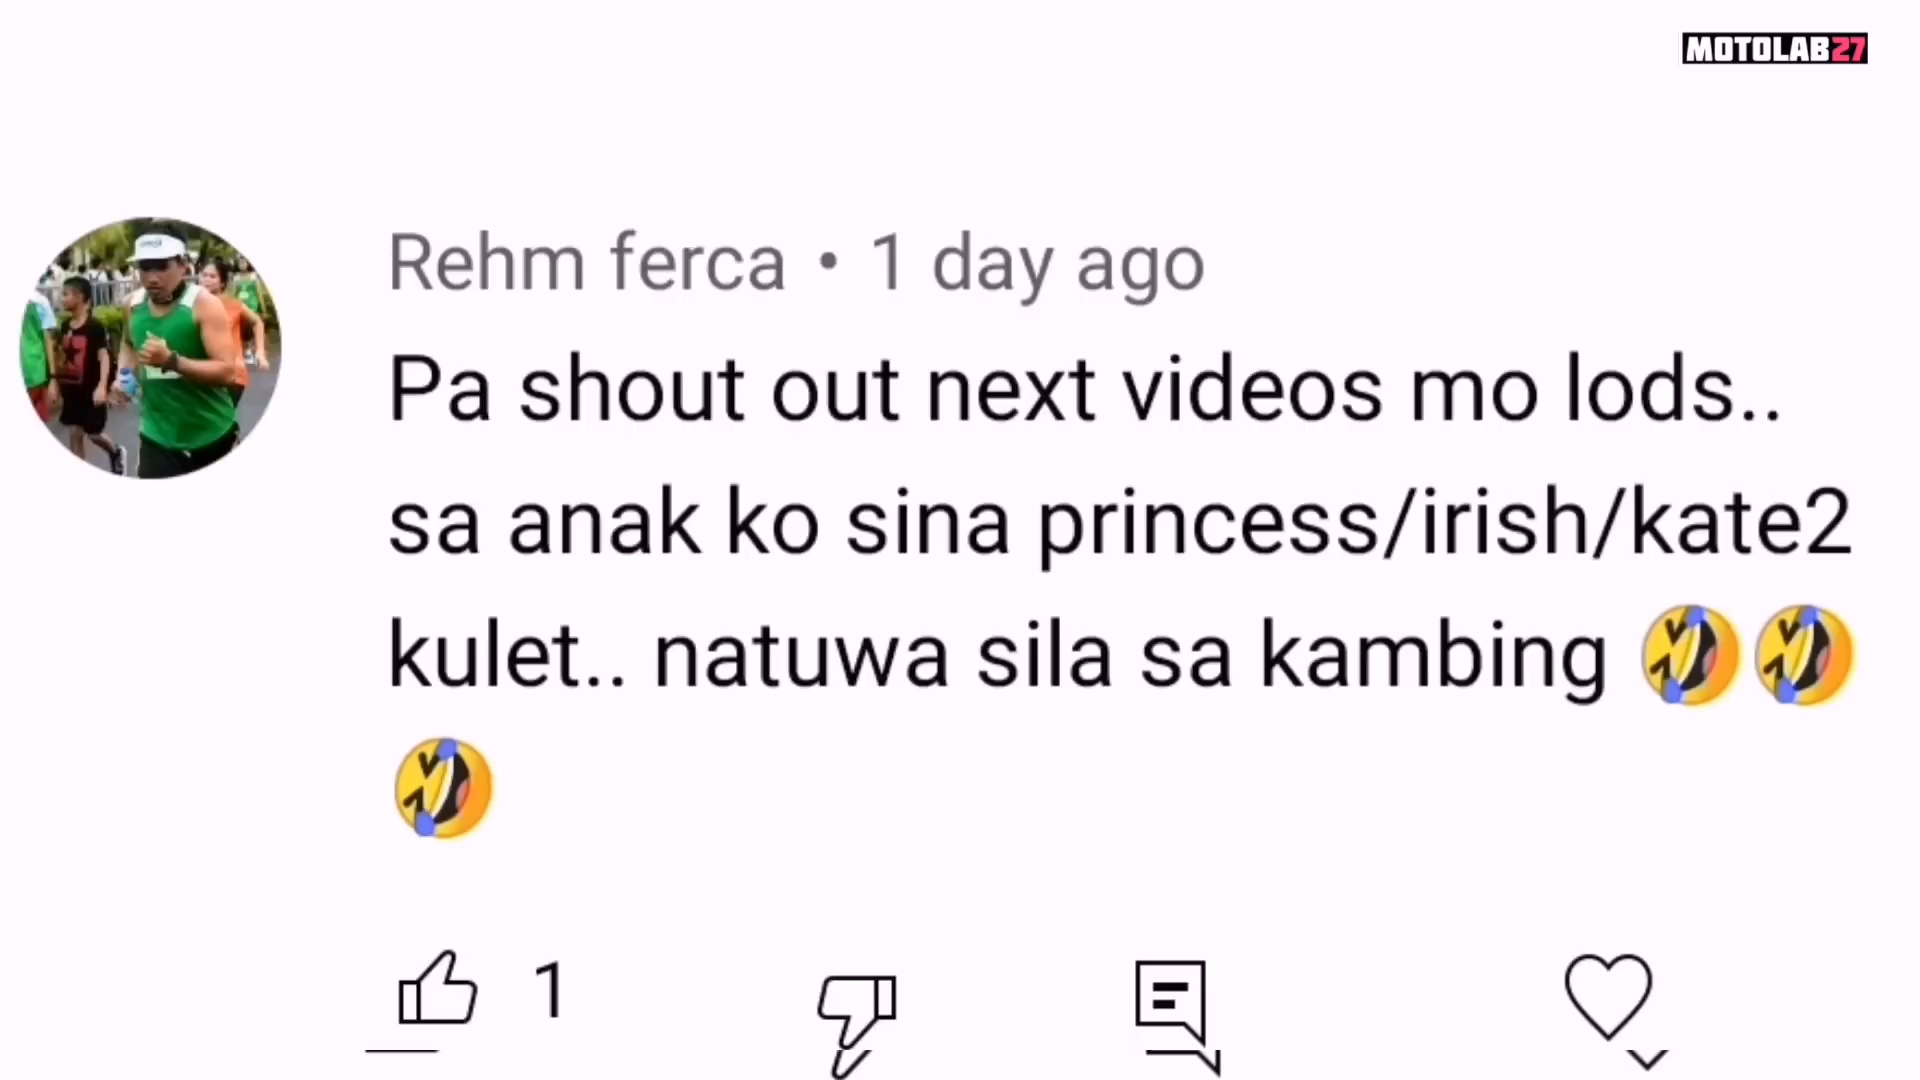 MOTOLAB27
Rehm ferca • 1 day ago
Pa shout out next videos mo lods..
sa anak ko sina princess/irish/kate2
kulet.. natuwa sila sa kambing 🤣🤣
🤣
1